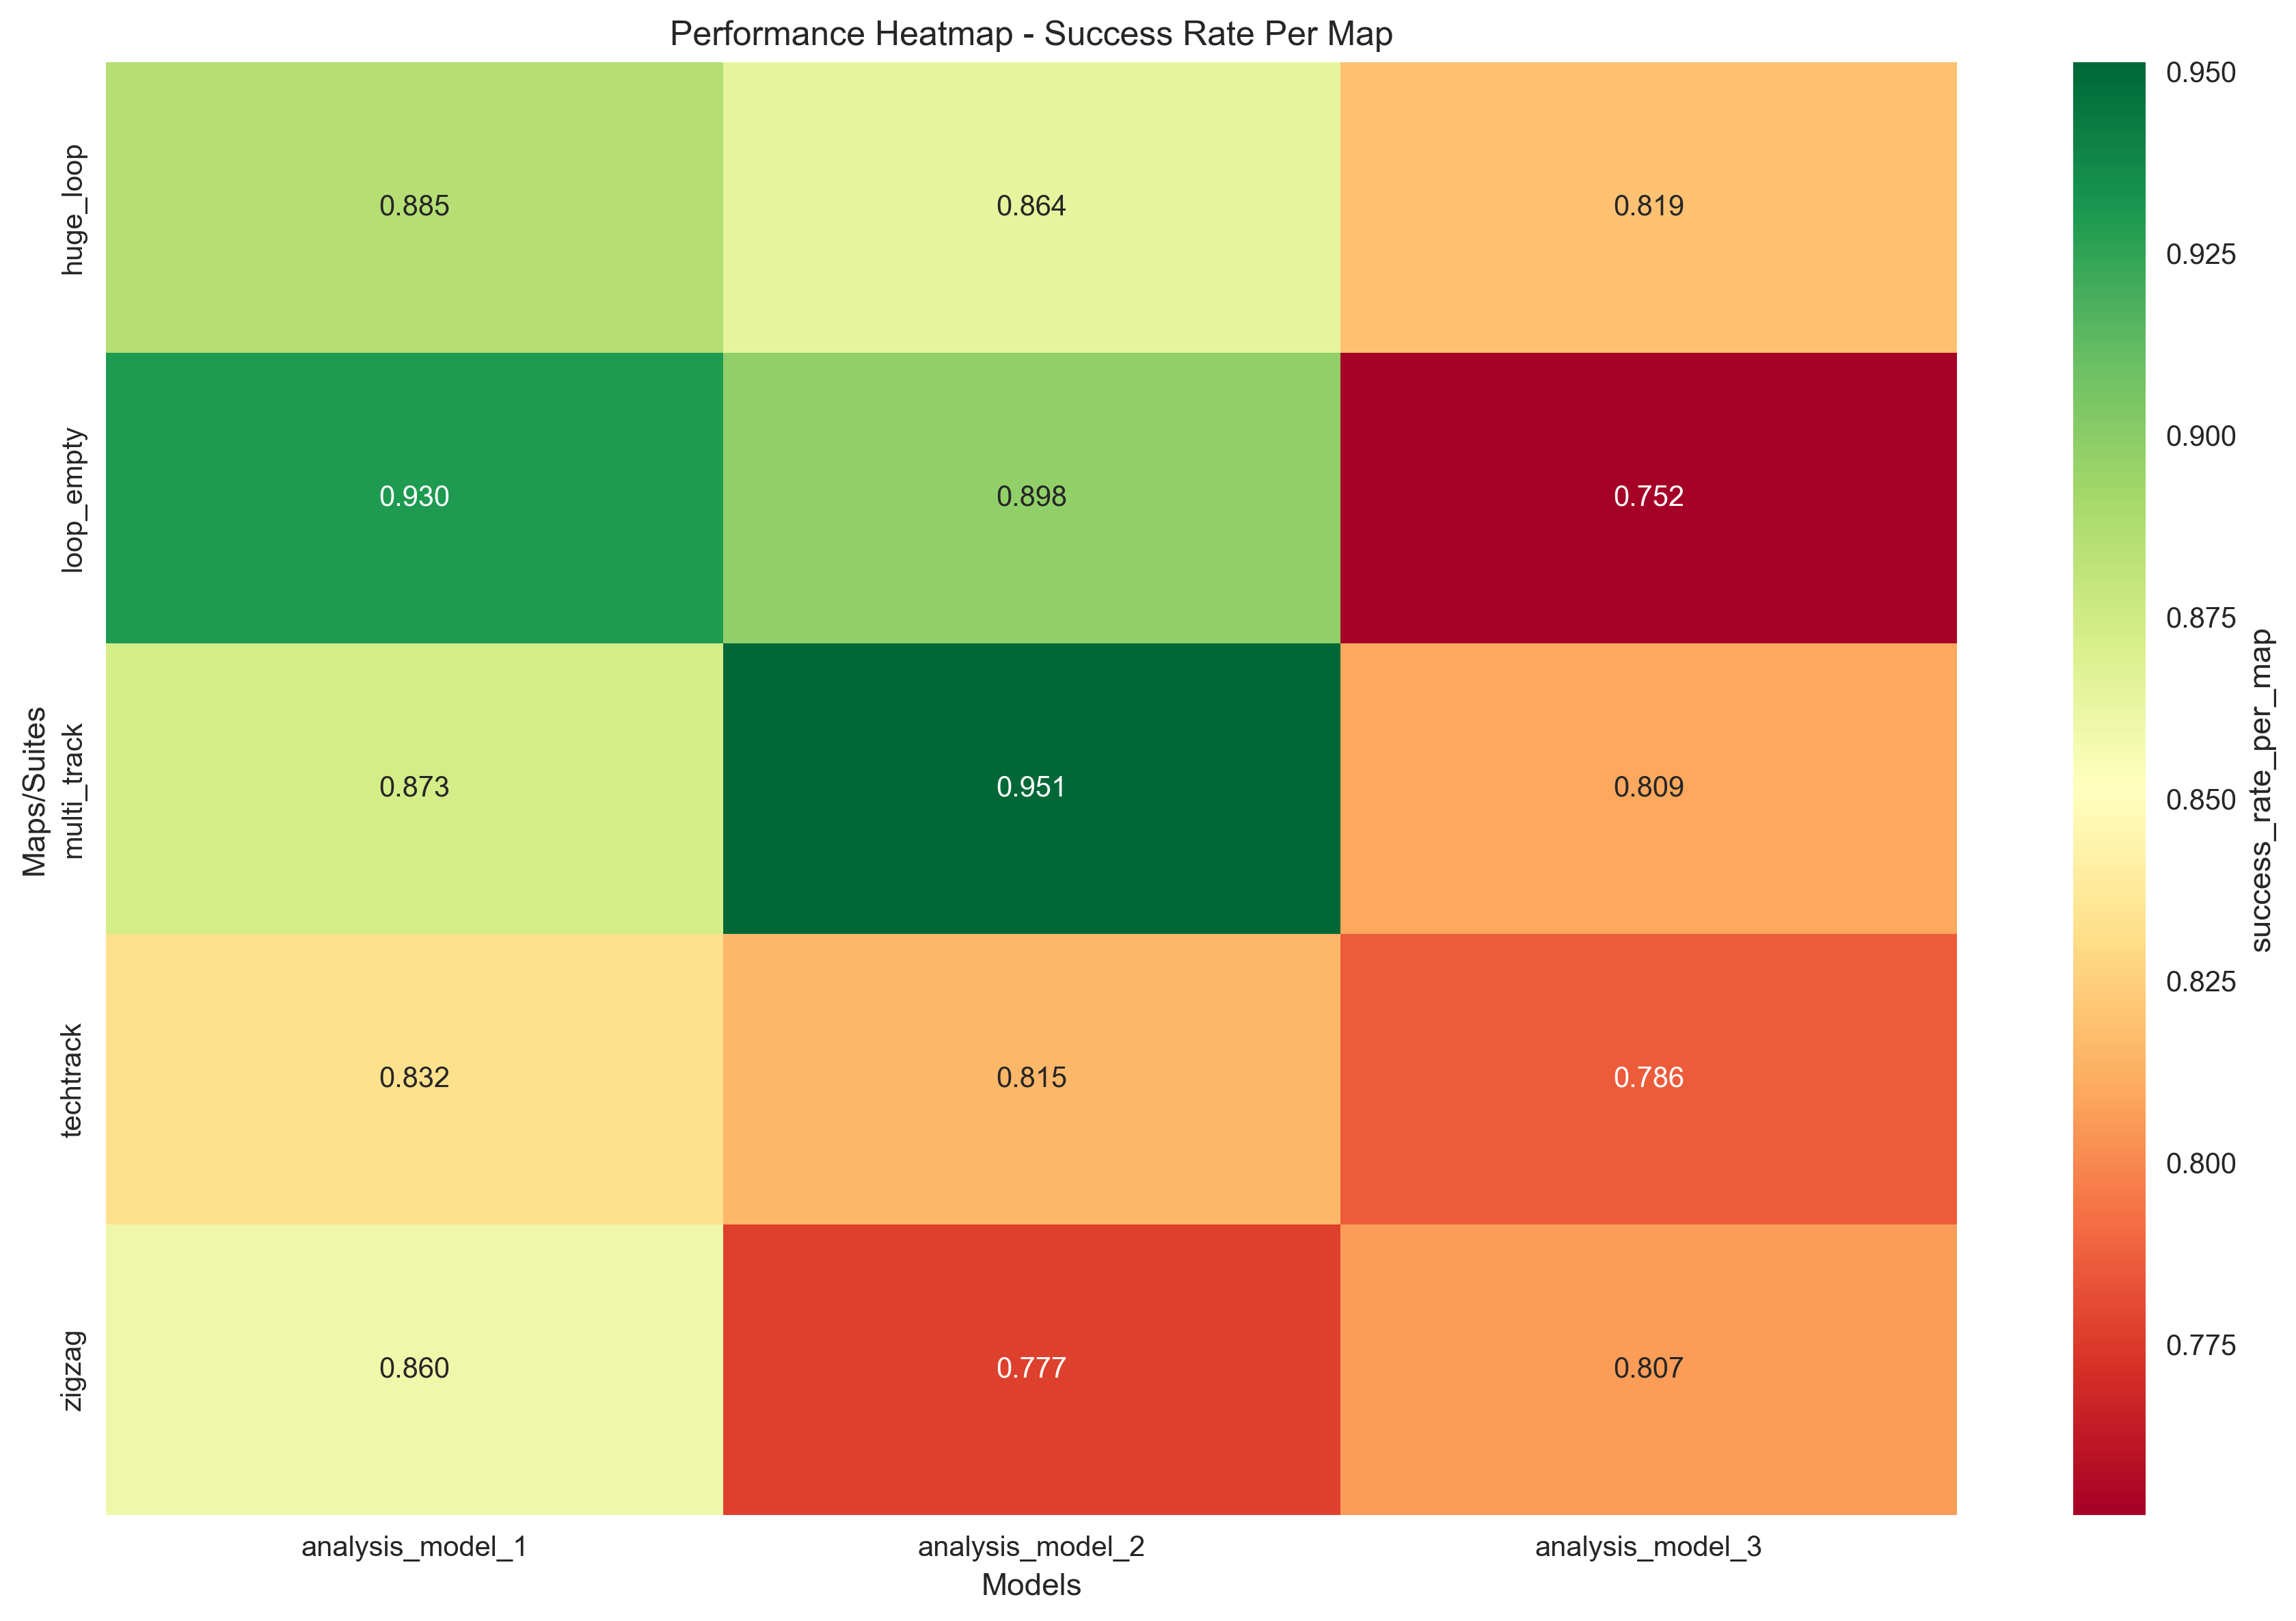 Performance Heatmap - Success Rate Per Map
Maps/Suites
huge_loop
0.885
0.864
0.819
loop_empty
0.930
0.898
0.752
multi_track
0.873
0.951
0.809
techtrack
0.832
0.815
0.786
zigzag
0.860
0.777
0.807
analysis_model_1
analysis_model_2
analysis_model_3
Models
0.950
0.925
0.900
0.875
0.850
0.825
0.800
0.775
success_rate_per_map